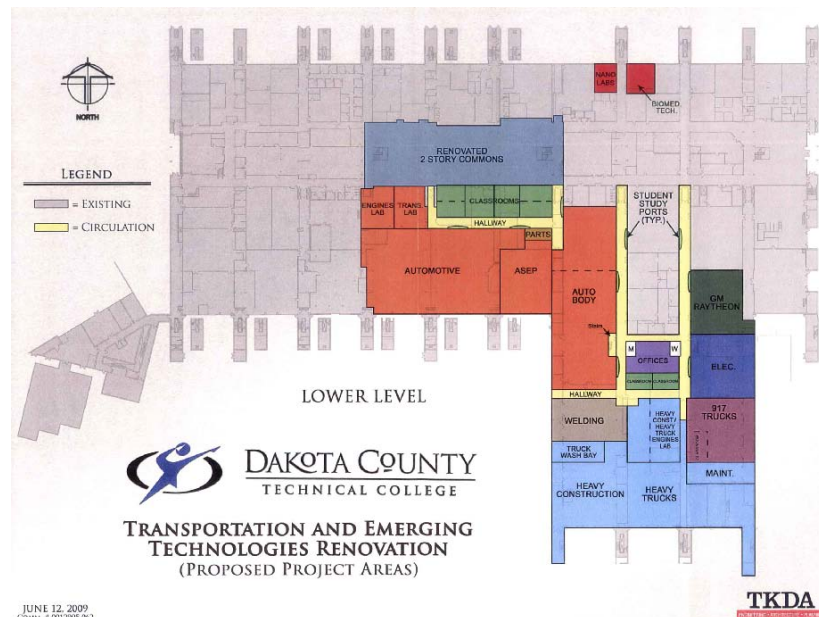 NORTH
LEGEND
= EXISTING
= CIRCULATION
NANO
LABS
BIOMED.
TECH.
RENOVATED
2 STORY COMMONS
ENGINES
LAB
TRANS.
LAB
CLASSROOMS
HALLWAY
PARTS
AUTOMOTIVE
ASEP
AUTO
BODY
STUDENT
STUDY
PORTS
(TYP.)
GM
RAYTHEON
M
W
OFFICES
ELEC.
HALLWAY
WELDING
HEAVY
CONST./
HEAVY
TRUCK
ENGINES
LAB
917
TRUCKS
TRUCK
WASH BAY
MAINT.
HEAVY
CONSTRUCTION
HEAVY
TRUCKS
LOWER LEVEL
DAKOTA COUNTY
TECHNICAL COLLEGE
TRANSPORTATION AND EMERGING
TECHNOLOGIES RENOVATION
(PROPOSED PROJECT AREAS)
JUNE 12, 2009
TKDA